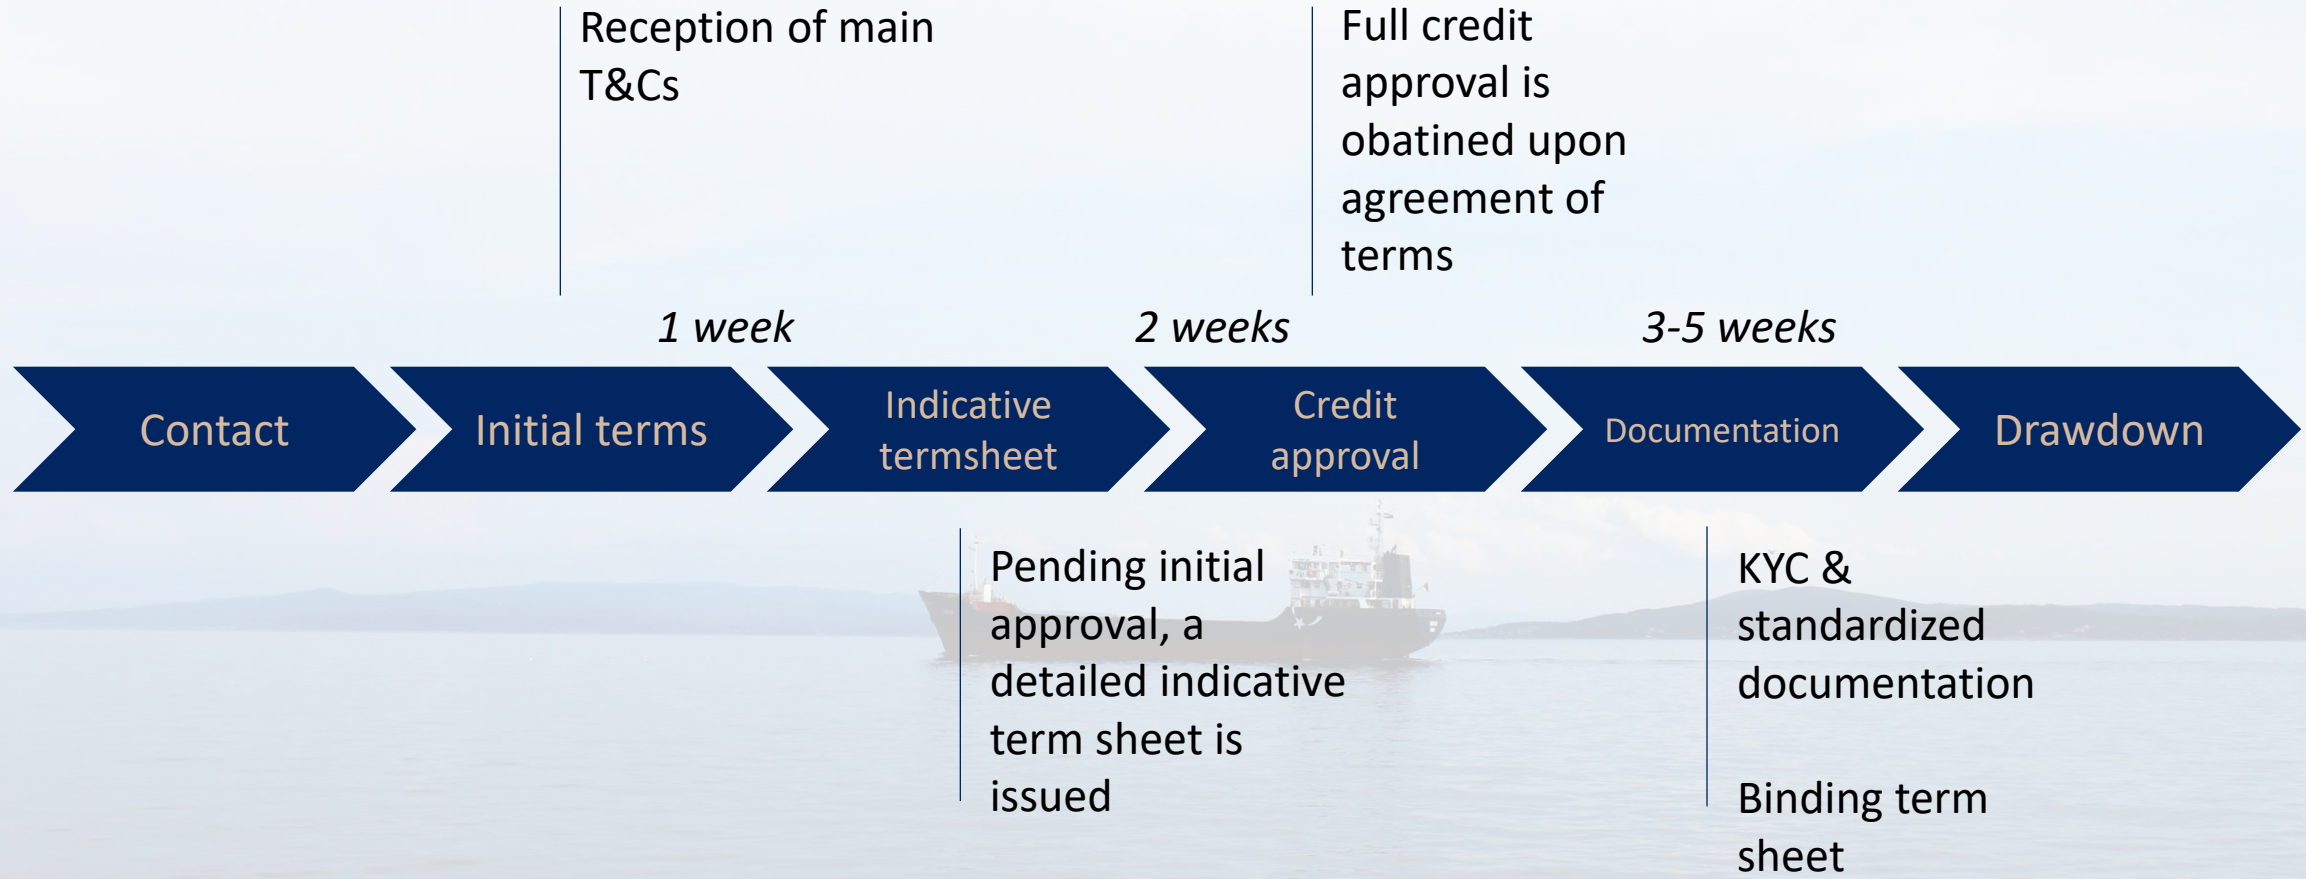 Reception of main
T&Cs
Full credit
approval is
obatined upon
agreement of
terms
1 week
2 weeks
3-5 weeks
Contact
Initial terms
Indicative
termsheet
Credit
approval
Documentation
Drawdown
Pending initial
approval, a
detailed indicative
term sheet is
issued
KYC &
standardized
documentation
Binding term
sheet